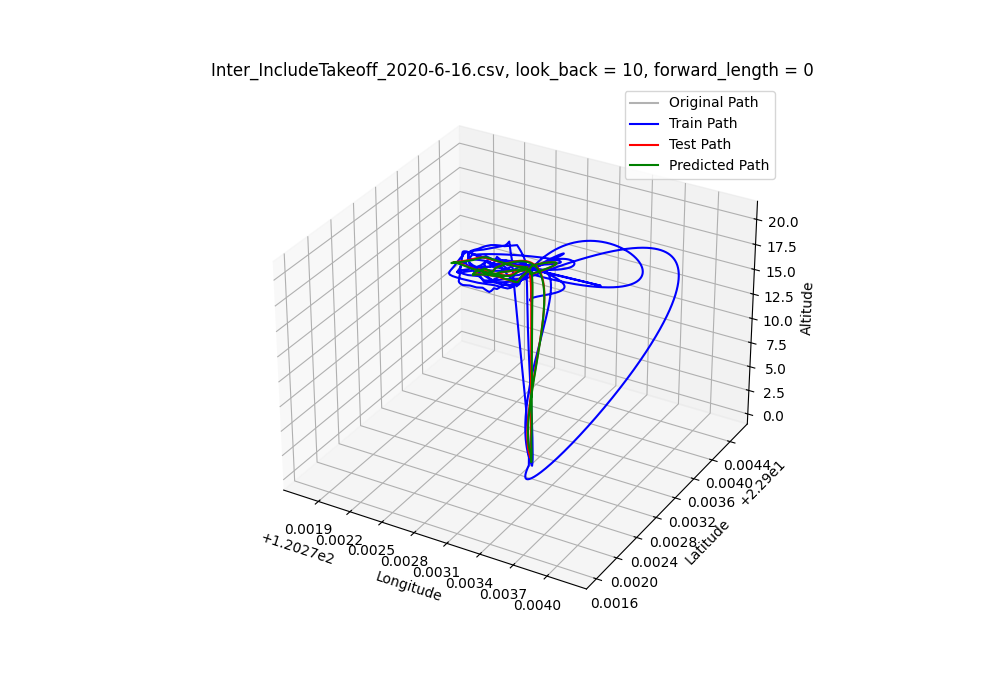 Inter_IncludeTakeoff_2020-6-16.csv, look_back = 10, forward_length = 0
Original Path
Train Path
Test Path
Predicted Path
20.0
17.5
15.0
12.5
10.0
7.5
5.0
2.5
0.0
Altitude
0.0044
0.0040
0.0036
0.0032
0.0028
0.0024
0.0020
0.0016
+2.29e1
Latitude
0.0019
0.0022
0.0025
0.0028
0.0031
0.0034
0.0037
0.0040
+1.2027e2
Longitude